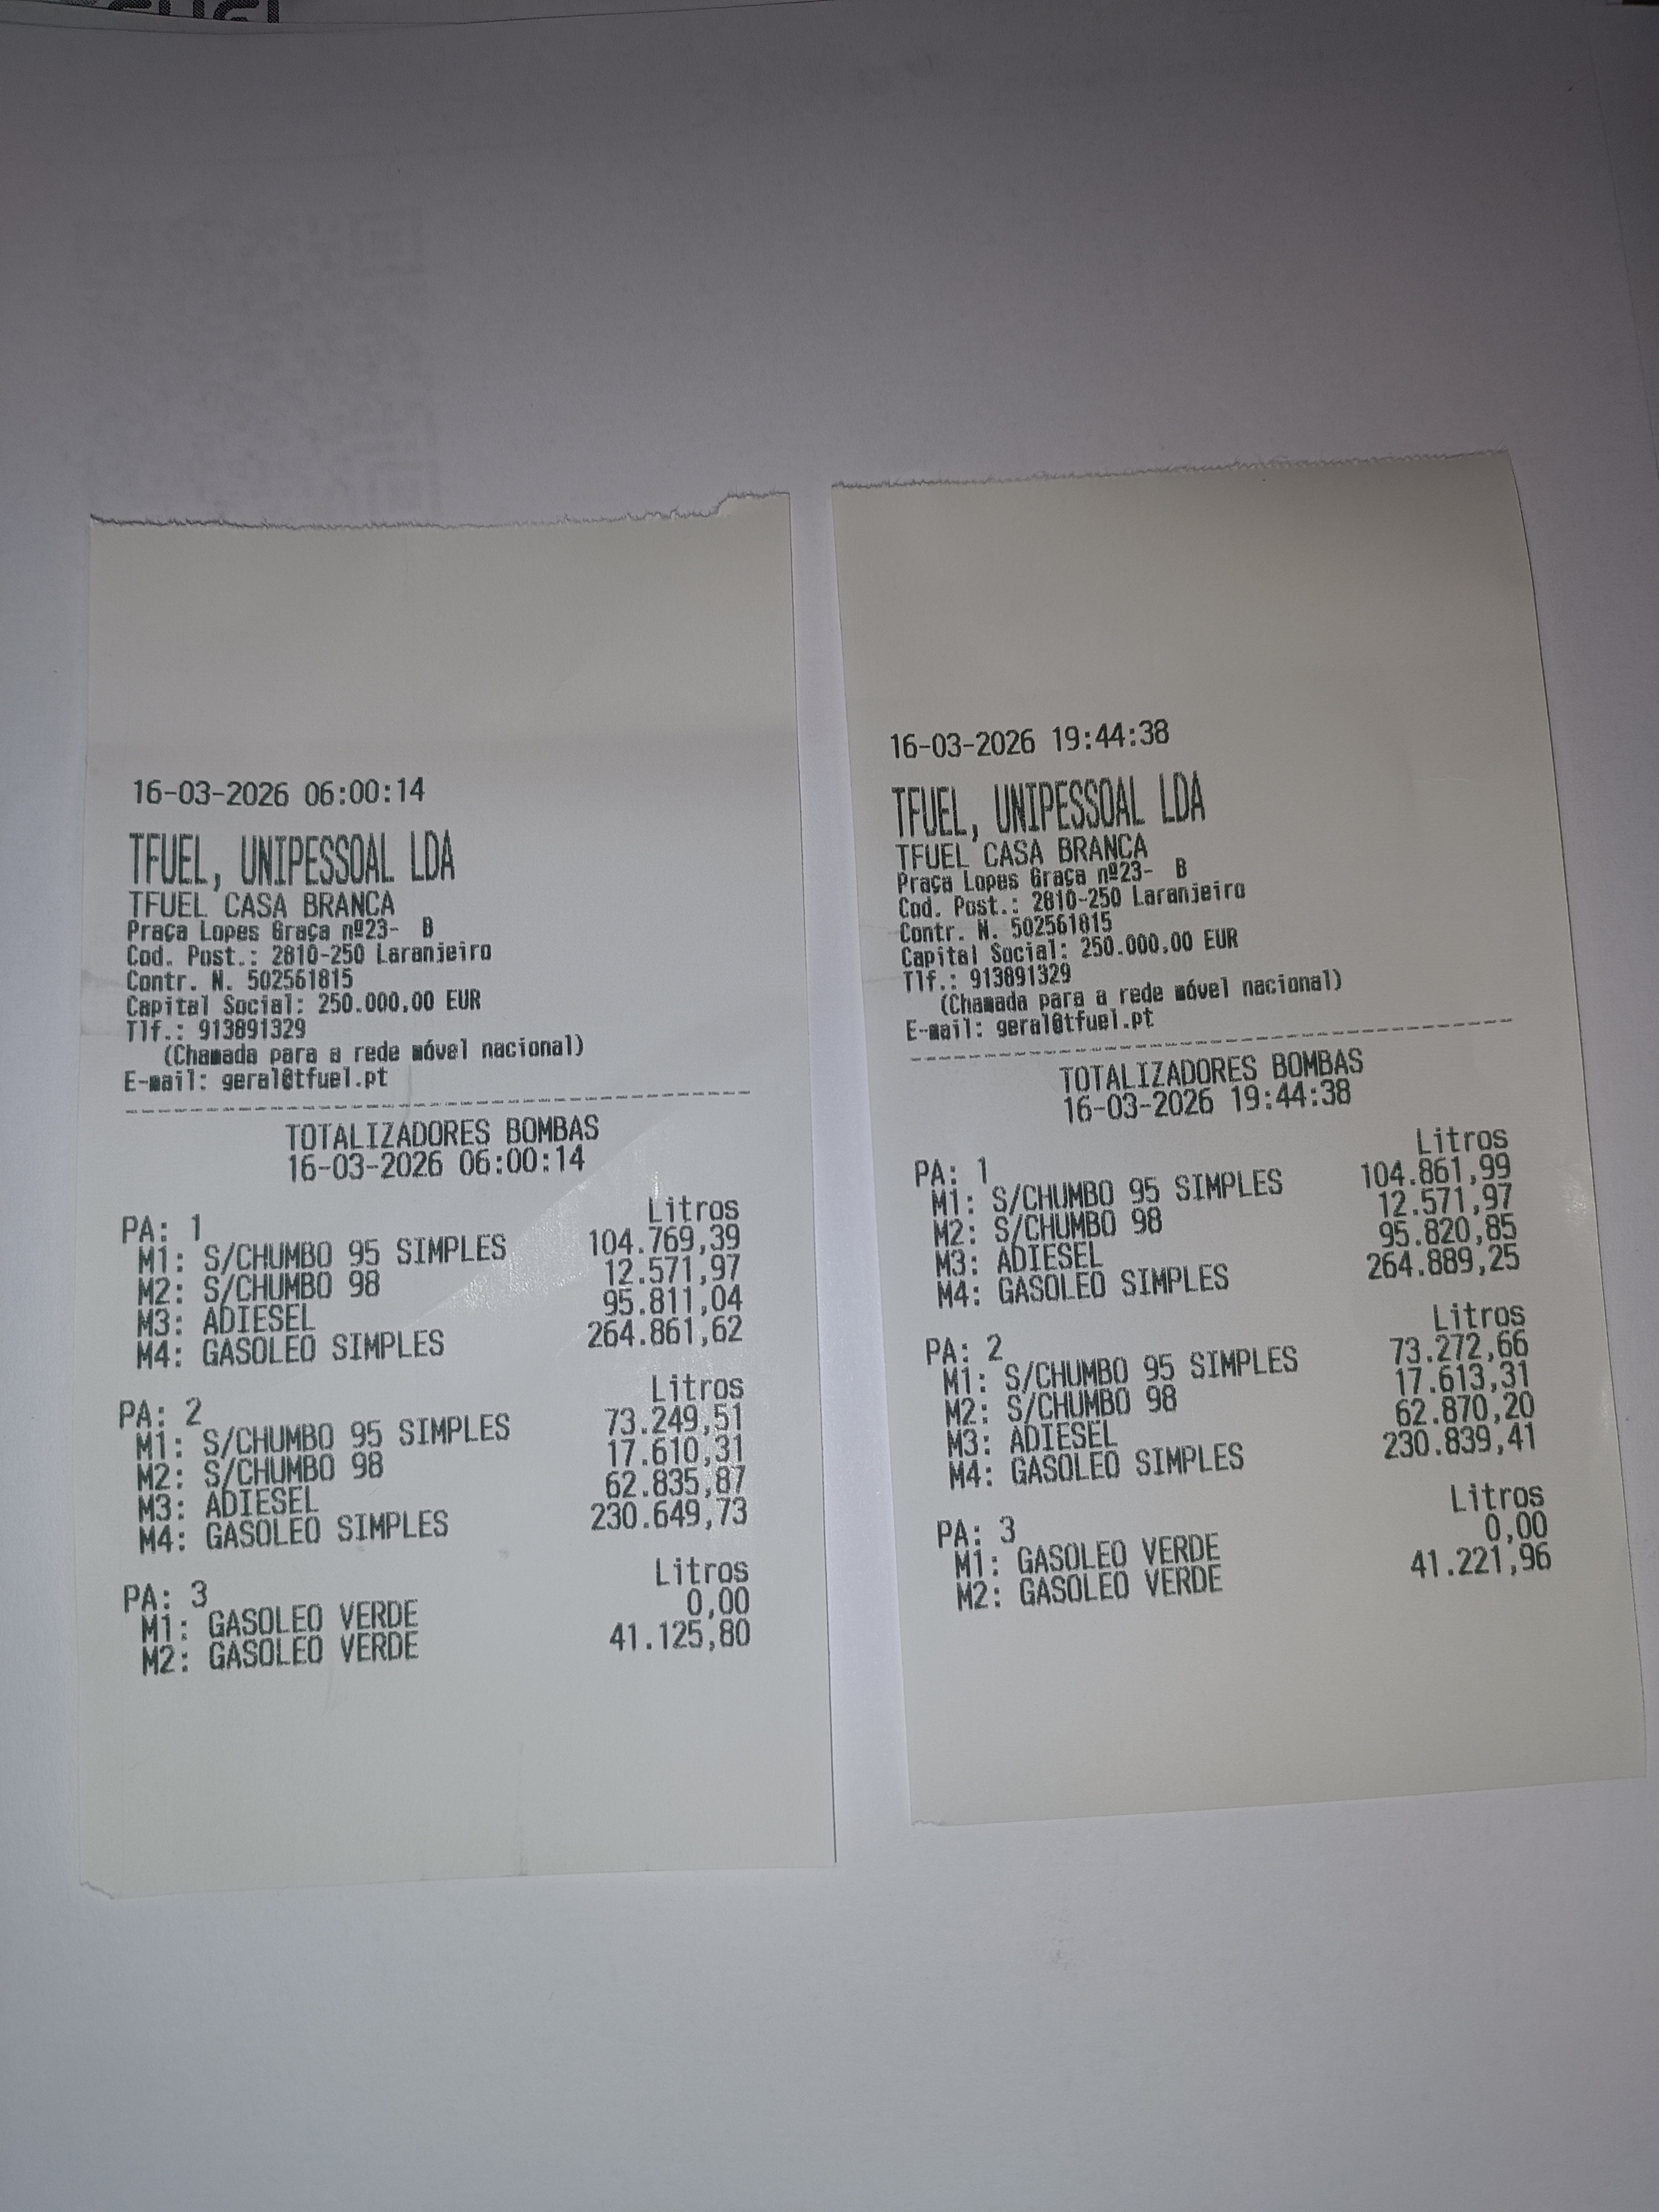 16-03-2026 06:00:14
TFUEL, UNIPESSOAL LDA
TFUEL CASA BRANCA
Praça Lopes Graça nº23- B
Cod. Post.: 2810-250 Laranjeiro
Contr. N. 502561815
Capital Social: 250.000,00 EUR
Tlf.: 913891329
(Chamada para a rede móvel nacional)
E-mail: geral@tfuel.pt
TOTALIZADORES BOMBAS
16-03-2026 06:00:14
PA: 1 Litros
M1: S/CHUMBO 95 SIMPLES 104.769,39
M2: S/CHUMBO 98 12.571,97
M3: ADIESEL 95.811,04
M4: GASOLEO SIMPLES 264.861,62
PA: 2 Litros
M1: S/CHUMBO 95 SIMPLES 73.249,51
M2: S/CHUMBO 98 17.610,31
M3: ADIESEL 62.835,87
M4: GASOLEO SIMPLES 230.649,73
PA: 3 Litros
M1: GASOLEO VERDE 0,00
M2: GASOLEO VERDE 41.125,80
16-03-2026 19:44:38
TFUEL, UNIPESSOAL LDA
TFUEL CASA BRANCA
Praça Lopes Graça nº23- B
Cod. Post.: 2810-250 Laranjeiro
Contr. N. 502561815
Capital Social: 250.000,00 EUR
Tlf.: 913891329
(Chamada para a rede móvel nacional)
E-mail: geral@tfuel.pt
TOTALIZADORES BOMBAS
16-03-2026 19:44:38
PA: 1 Litros
M1: S/CHUMBO 95 SIMPLES 104.861,99
M2: S/CHUMBO 98 12.571,97
M3: ADIESEL 95.820,85
M4: GASOLEO SIMPLES 264.889,25
PA: 2 Litros
M1: S/CHUMBO 95 SIMPLES 73.272,66
M2: S/CHUMBO 98 17.613,31
M3: ADIESEL 62.870,20
M4: GASOLEO SIMPLES 230.839,41
PA: 3 Litros
M1: GASOLEO VERDE 0,00
M2: GASOLEO VERDE 41.221,96